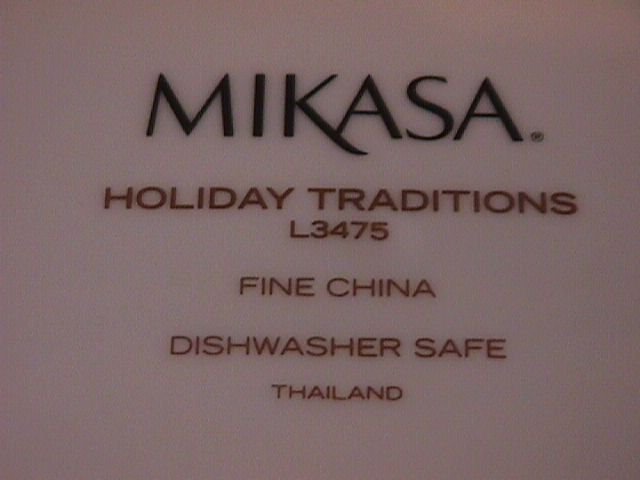 MIKASA®
HOLIDAY TRADITIONS
L3475
FINE CHINA
DISHWASHER SAFE
THAILAND